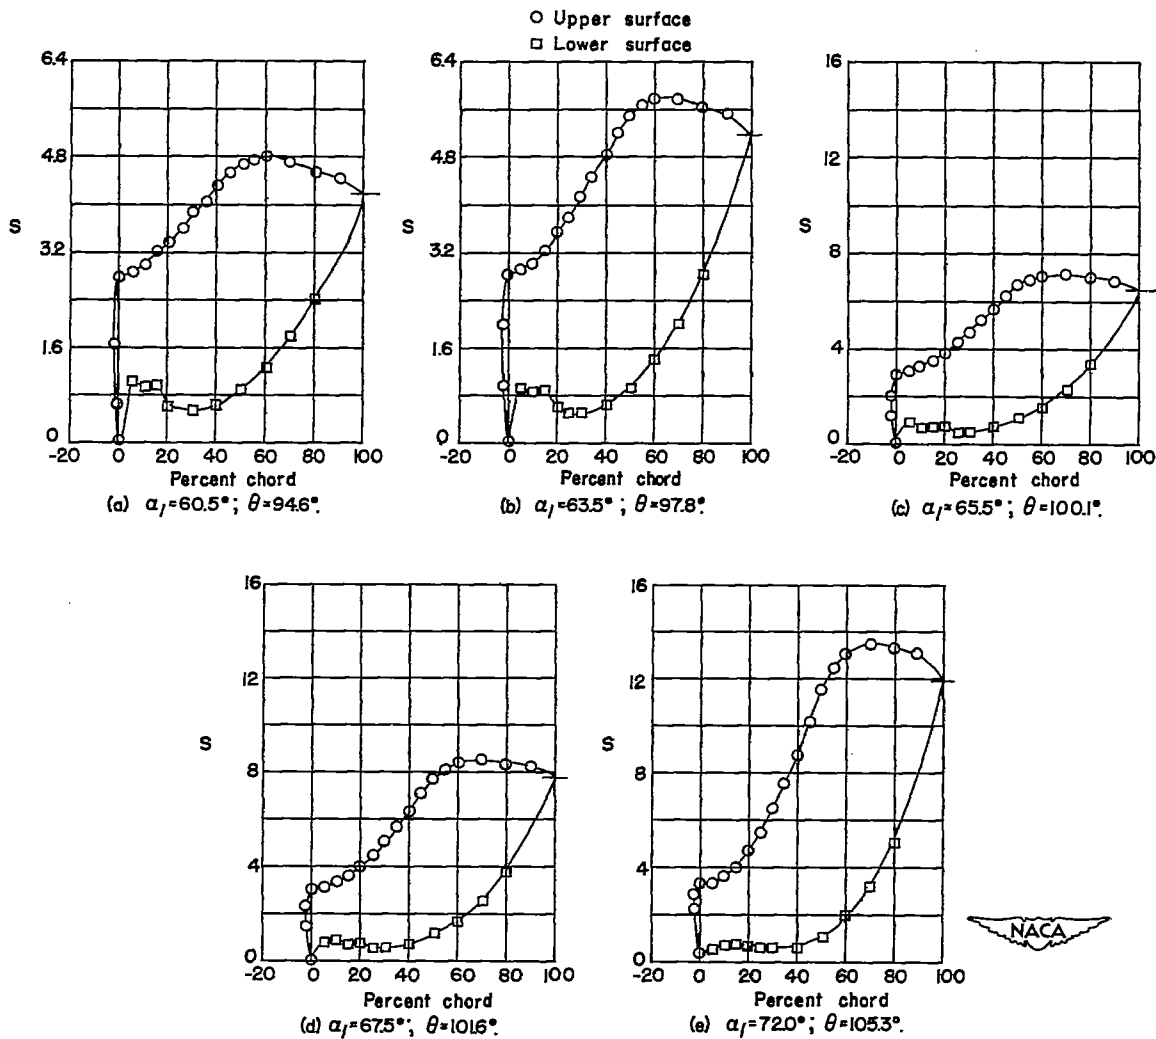 Upper surface
Lower surface
6.4
4.8
3.2
1.6
0
S
-20 0 20 40 60 80 100
Percent chord
(a) α₁=60.5°; θ=94.6°.
6.4
4.8
3.2
1.6
0
S
-20 0 20 40 60 80 100
Percent chord
(b) α₁=63.5°; θ=97.8°.
16
12
8
4
0
S
-20 0 20 40 60 80 100
Percent chord
(c) α₁=65.5°; θ=100.1°.
16
12
8
4
0
S
-20 0 20 40 60 80 100
Percent chord
(d) α₁=67.5°; θ=101.6°.
16
12
8
4
0
S
-20 0 20 40 60 80 100
Percent chord
(e) α₁=72.0°; θ=105.3°.
NACA